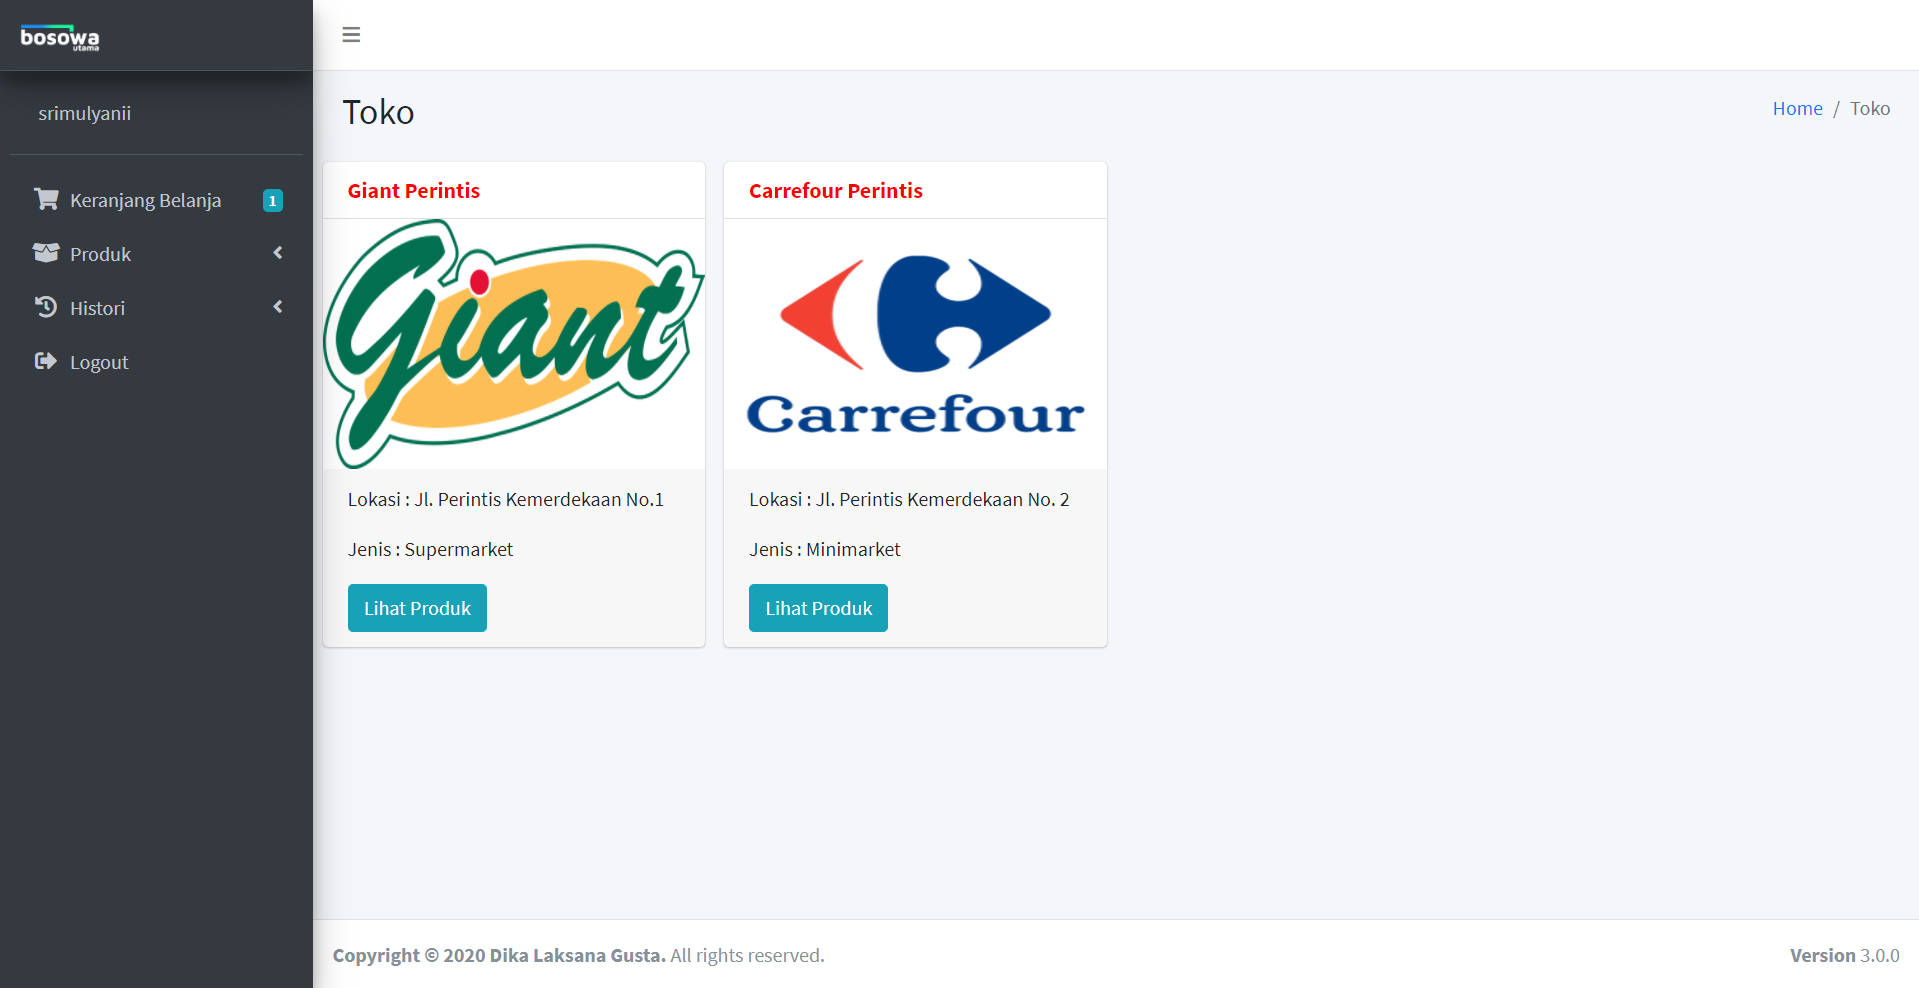 bosowa
utama
srimulyanii
Keranjang Belanja 1
Produk
Histori
Logout
Toko
Home / Toko
Giant Perintis
Giant
Lokasi : Jl. Perintis Kemerdekaan No.1
Jenis : Supermarket
Lihat Produk
Carrefour Perintis
Carrefour
Lokasi : Jl. Perintis Kemerdekaan No. 2
Jenis : Minimarket
Lihat Produk
Copyright © 2020 Dika Laksana Gusta. All rights reserved.
Version 3.0.0